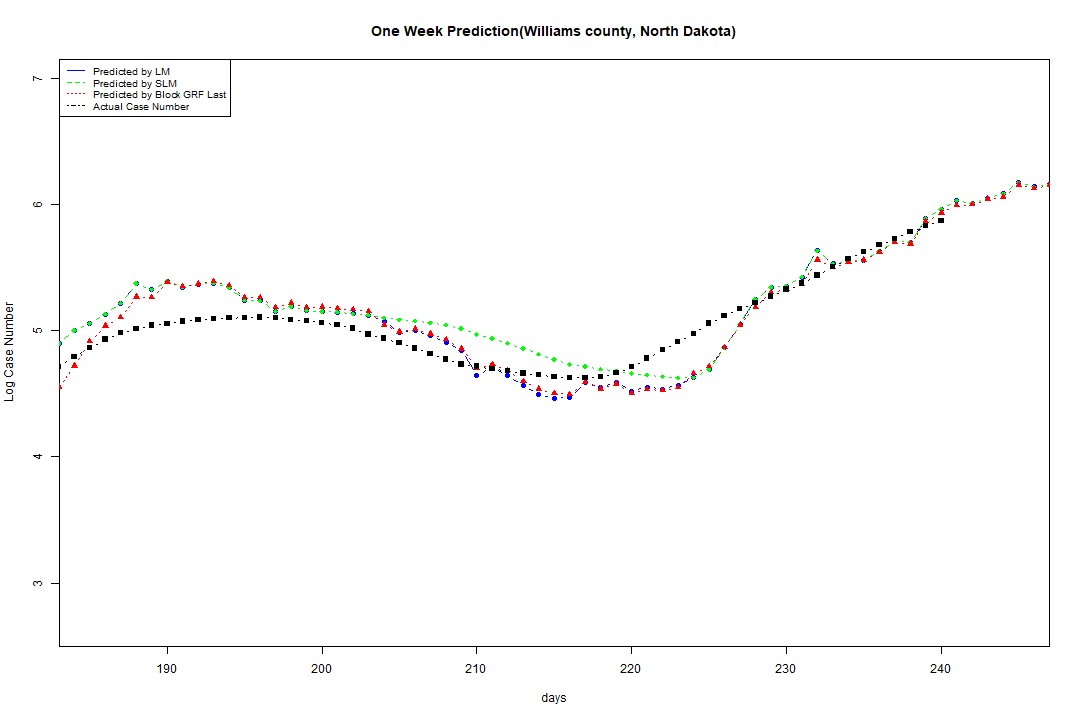 One Week Prediction(Williams county, North Dakota)
Predicted by LM
Predicted by SLM
Predicted by Block GRF Last
Actual Case Number
7
6
5
4
3
Log Case Number
190 200 210 220 230 240
days